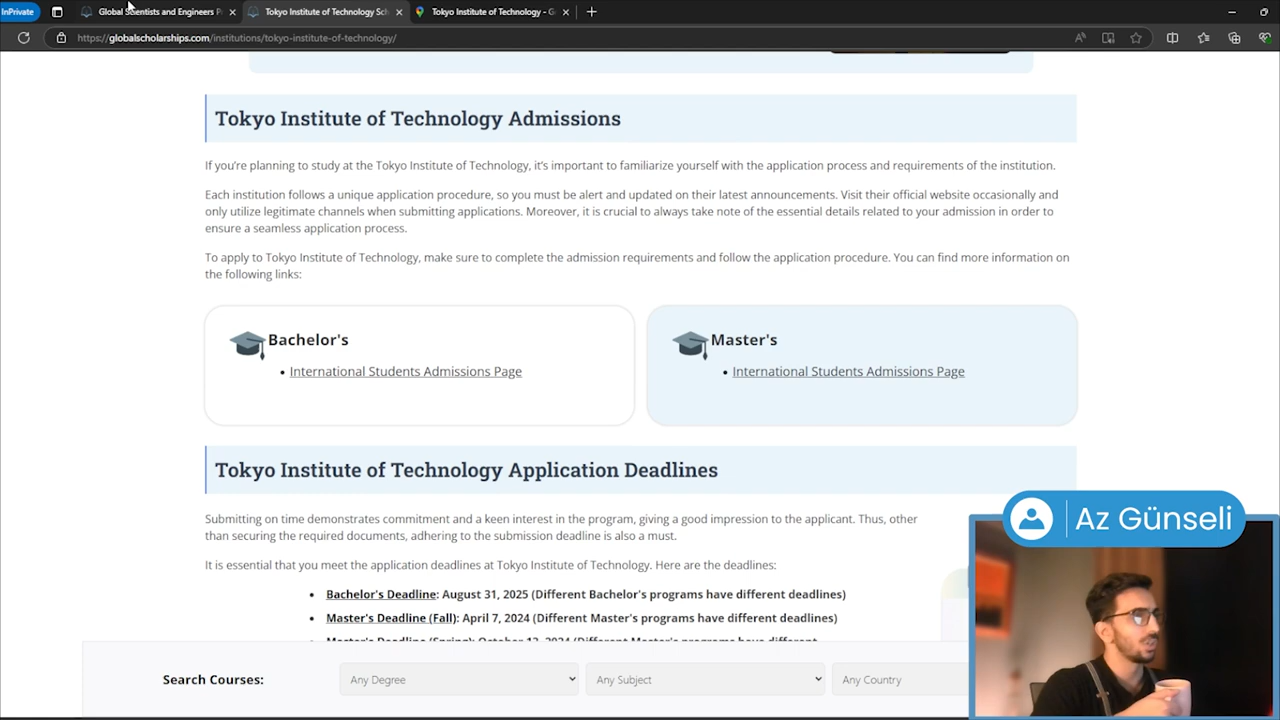 InPrivate
Global Scientists and Engineers P
Tokyo Institute of Technology Sch
Tokyo Institute of Technology - G
https://globalscholarships.com/institutions/tokyo-institute-of-technology/
Tokyo Institute of Technology Admissions
If you're planning to study at the Tokyo Institute of Technology, it's important to familiarize yourself with the application process and requirements of the institution.
Each institution follows a unique application procedure, so you must be alert and updated on their latest announcements. Visit their official website occasionally and
only utilize legitimate channels when submitting applications. Moreover, it is crucial to always take note of the essential details related to your admission in order to
ensure a seamless application process.
To apply to Tokyo Institute of Technology, make sure to complete the admission requirements and follow the application procedure. You can find more information on
the following links:
Bachelor's
• International Students Admissions Page
Master's
• International Students Admissions Page
Tokyo Institute of Technology Application Deadlines
Submitting on time demonstrates commitment and a keen interest in the program, giving a good impression to the applicant. Thus, other
than securing the required documents, adhering to the submission deadline is also a must.
It is essential that you meet the application deadlines at Tokyo Institute of Technology. Here are the deadlines:
• Bachelor's Deadline: August 31, 2025 (Different Bachelor's programs have different deadlines)
• Master's Deadline (Fall): April 7, 2024 (Different Master's programs have different deadlines)
• Master's Deadline (Spring): October 13, 2024 (Different Master's programs have different
Search Courses:
Any Degree
Any Subject
Any Country
Az Günseli